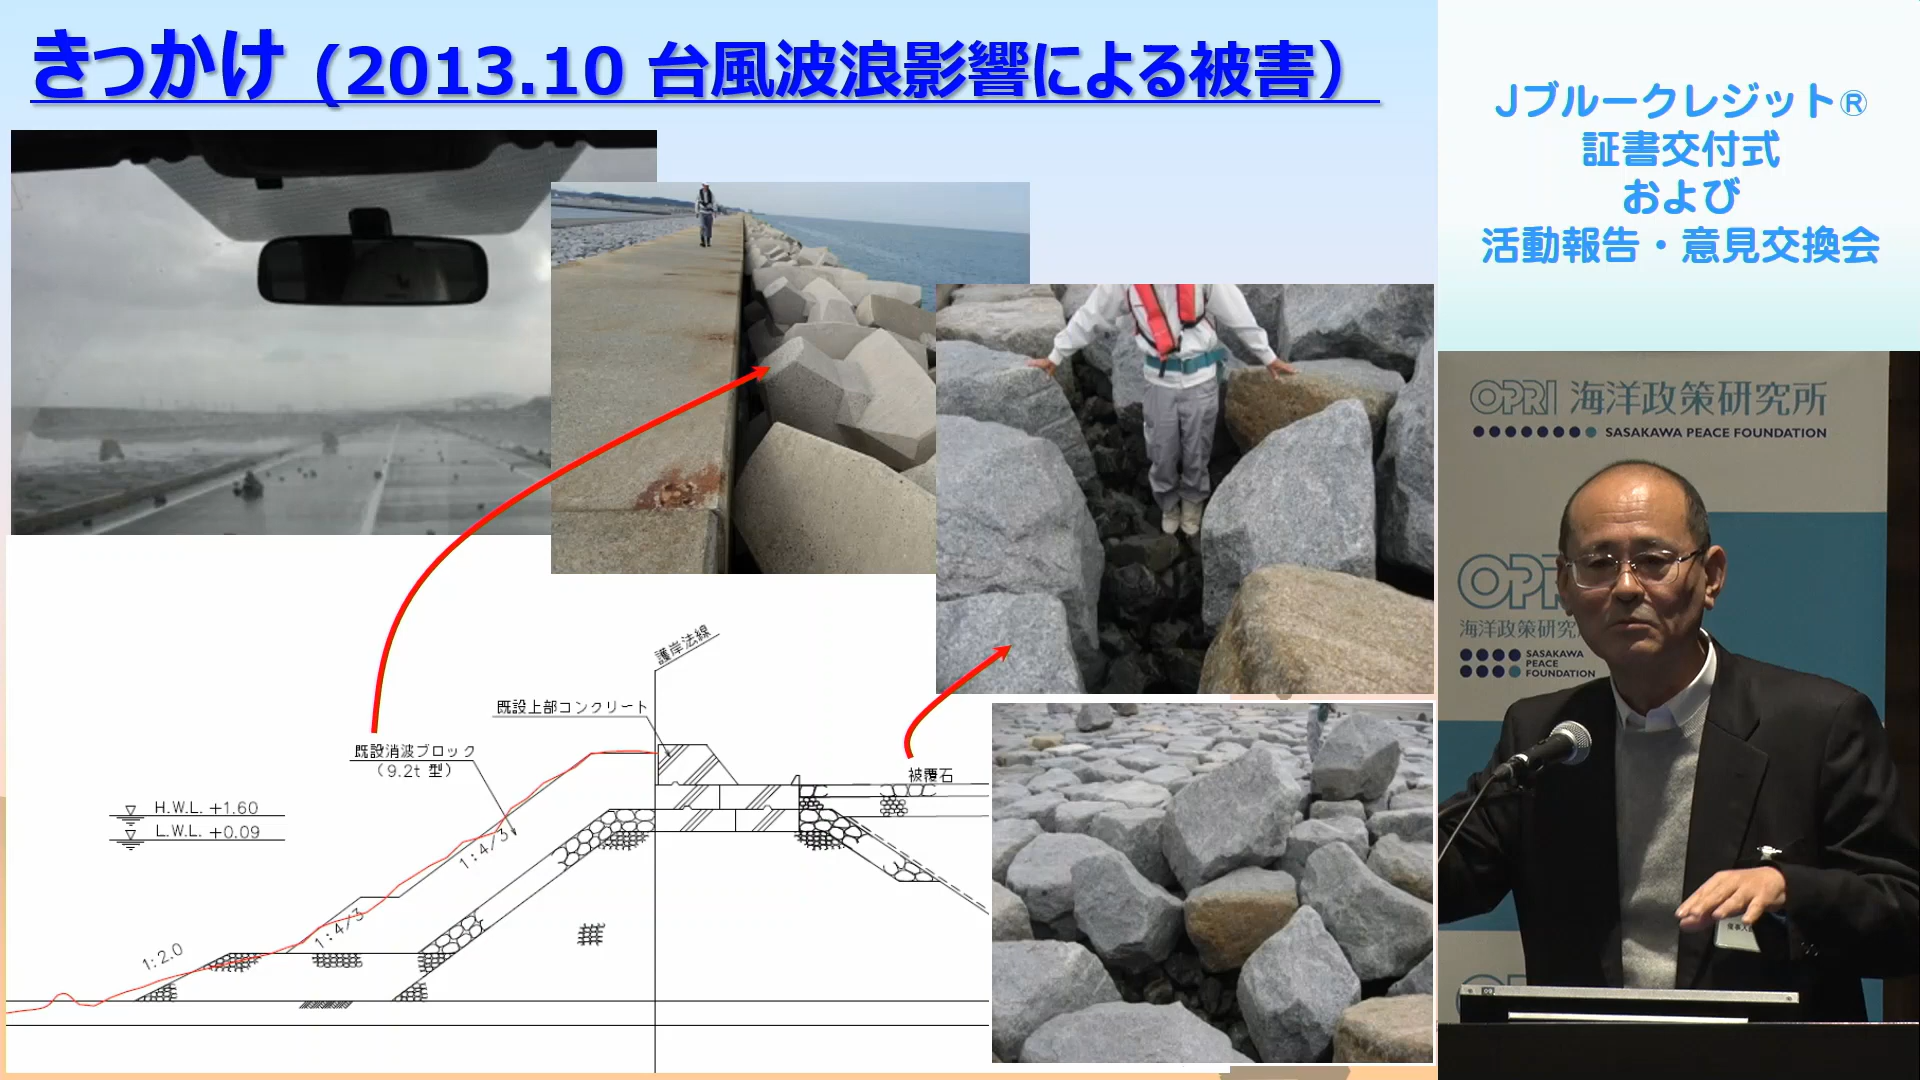 きっかけ (2013.10 台風波浪影響による被害）
Jブルークレジット®
証書交付式
および
活動報告・意見交換会
護岸法線
既設上部コンクリート
既設消波ブロック
（9.2t 型）
被覆石
H.W.L. +1.60
L.W.L. +0.09
1:4/3
1:4/3
1:2.0
OPRI 海洋政策研究所
SASAKAWA PEACE FOUNDATION
海洋政策研究
SASAKAWA
PEACE
FOUNDATION